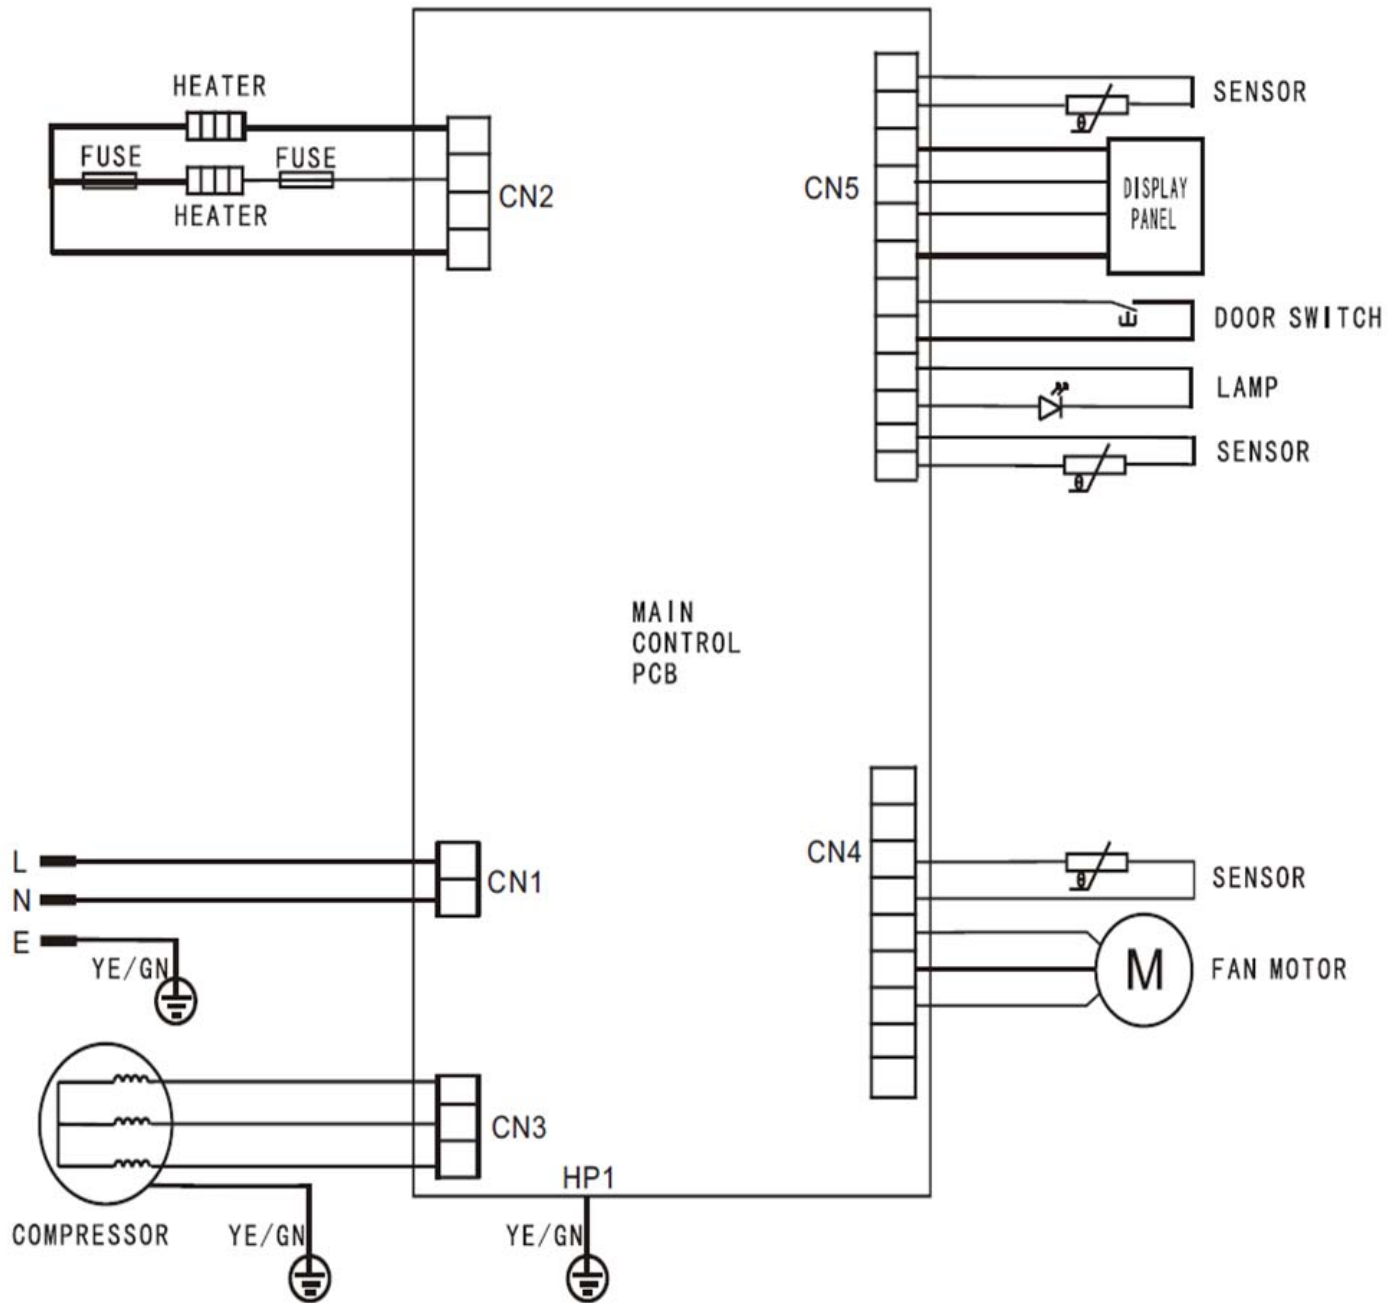 HEATER
FUSE
FUSE
HEATER
CN2
CN5
SENSOR
DISPLAY
PANEL
DOOR SWITCH
LAMP
SENSOR
θ
θ
MAIN
CONTROL
PCB
L
N
E
YE/GN
CN1
CN4
SENSOR
θ
M
FAN MOTOR
CN3
COMPRESSOR
YE/GN
HP1
YE/GN